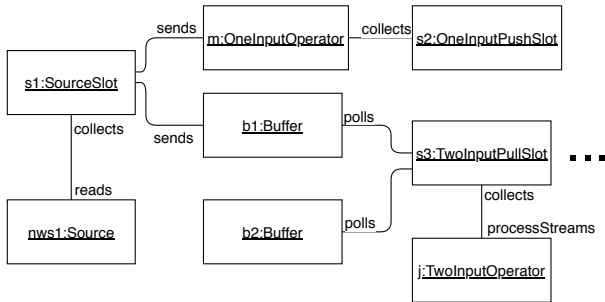 sends
m:OneInputOperator
collects
s2:OneInputPushSlot
s1:SourceSlot
sends
b1:Buffer
polls
s3:TwoInputPullSlot
...
collects
reads
nws1:Source
b2:Buffer
polls
collects
processStreams
j:TwoInputOperator